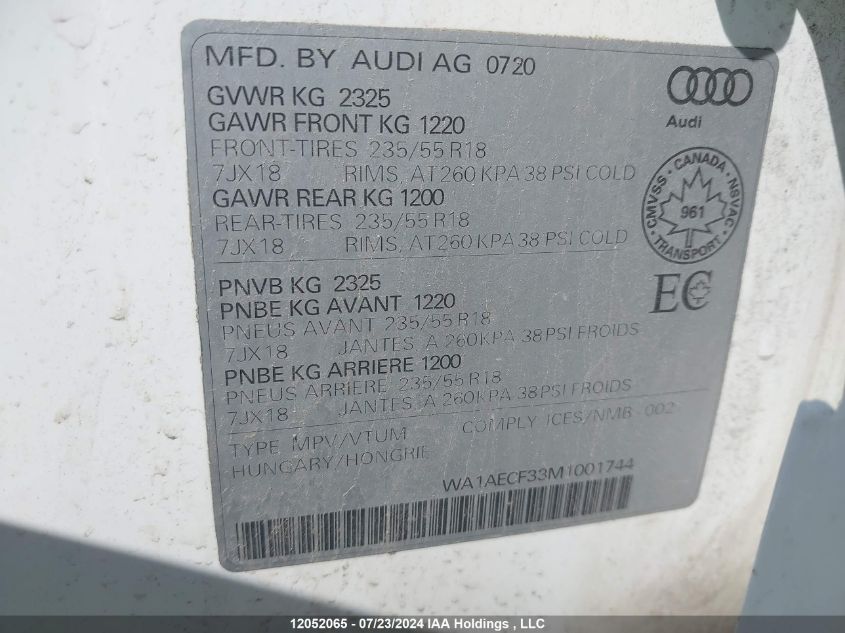 MFD. BY AUDI AG 0720
GVWR KG 2325
GAWR FRONT KG 1220
FRONT-TIRES 235/55 R18
7JX18 RIMS, AT 260 KPA 38 PSI COLD
GAWR REAR KG 1200
REAR-TIRES 235/55 R18
7JX18 RIMS, AT 260 KPA 38 PSI COLD
Audi
CANADA
CMVSS
NSVAC
961
TRANSPORT
EC
PNVB KG 2325
PNBE KG AVANT 1220
PNEUS AVANT 235/55 R18
7JX18 JANTES, A 260KPA 38 PSI FROIDS
PNBE KG ARRIERE 1200
PNEUS ARRIERE 235/55 R18
7JX18 JANTES, A 260KPA 38 PSI FROIDS
TYPE MPV/VTUM COMPLY ICES/NMB 002
HUNGARY/HONGRIE
WA1AECF33M1001744
12052065 - 07/23/2024 IAA Holdings , LLC